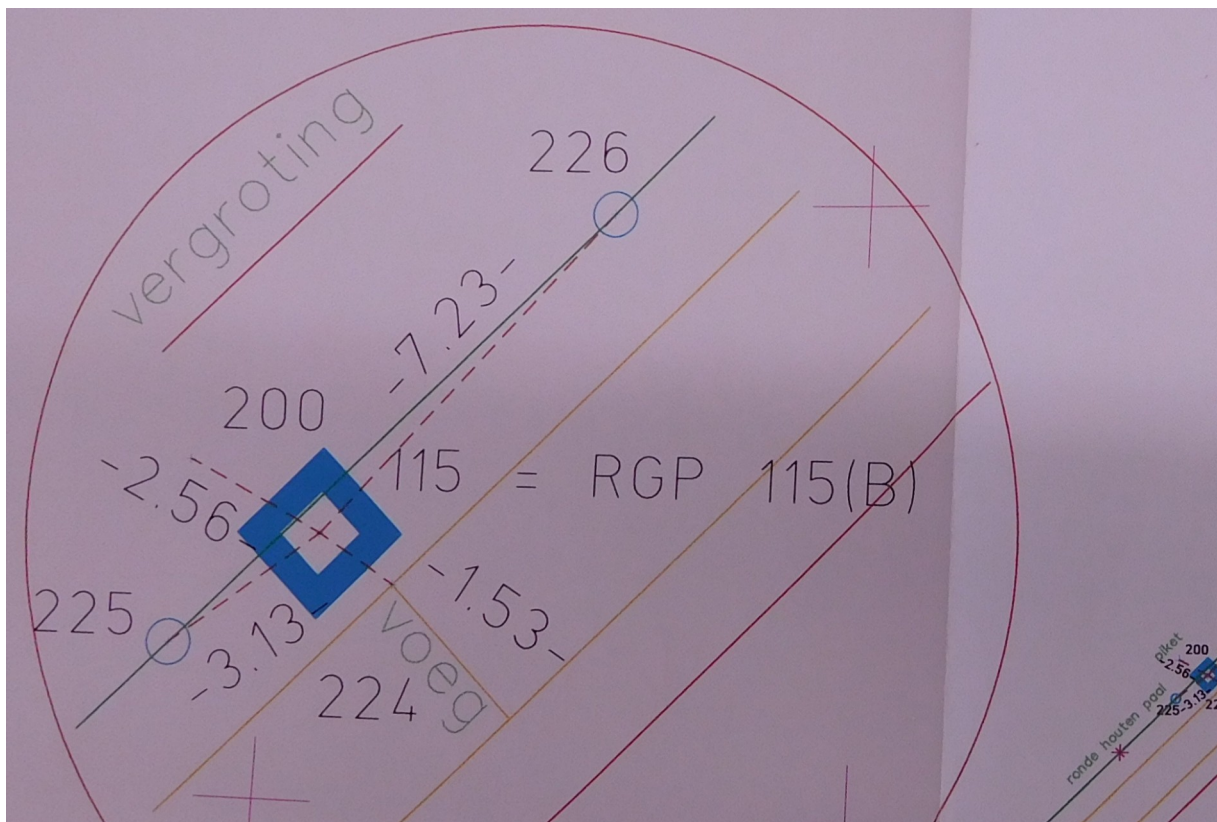 vergroting
226
-7.23-
200
-2.56-
115 = RGP 115(B)
225
-3.13-
-1.53-
voeg
224
piket
200
-2.56-
225
-3.13-
22
ronde houten paal